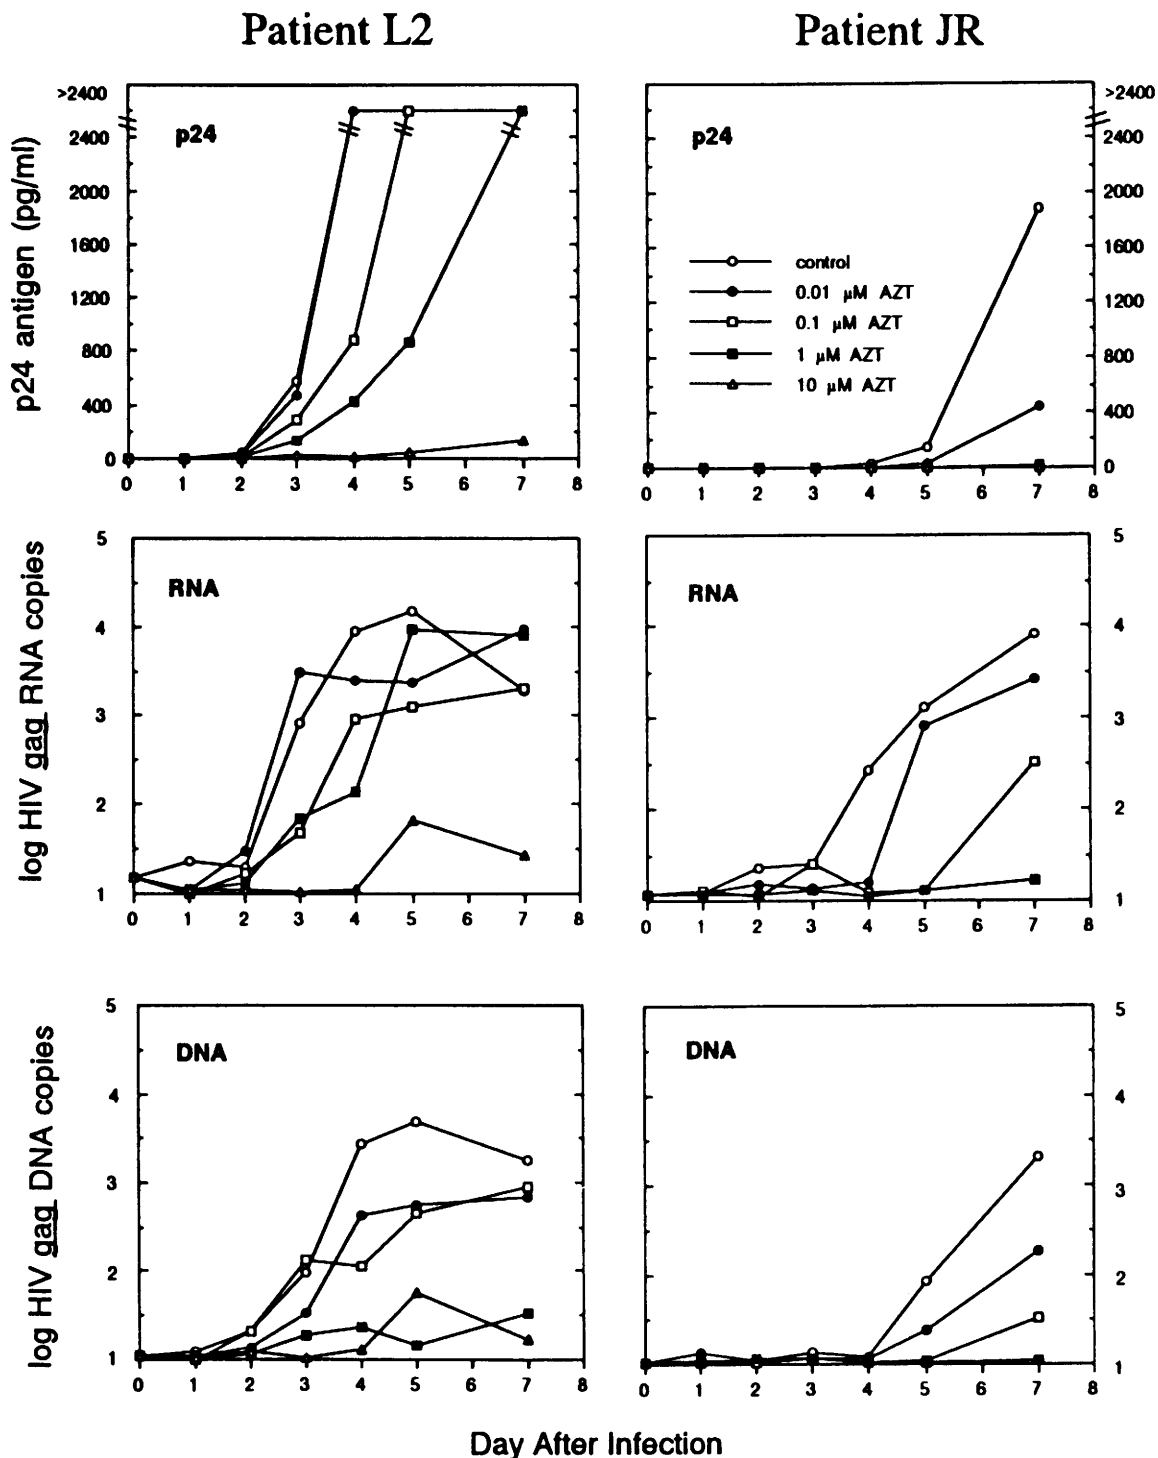 Patient L2
Patient JR
p24 antigen (pg/ml)
>2400
2400
2000
1600
1200
800
400
0
p24
0 1 2 3 4 5 6 7 8
p24
control
0.01 µM AZT
0.1 µM AZT
1 µM AZT
10 µM AZT
>2400
2400
2000
1600
1200
800
400
0
0 1 2 3 4 5 6 7 8
log HIV gag RNA copies
5
4
3
2
1
RNA
0 1 2 3 4 5 6 7 8
RNA
5
4
3
2
1
0 1 2 3 4 5 6 7 8
log HIV gag DNA copies
5
4
3
2
1
DNA
0 1 2 3 4 5 6 7 8
DNA
5
4
3
2
1
0 1 2 3 4 5 6 7 8
Day After Infection